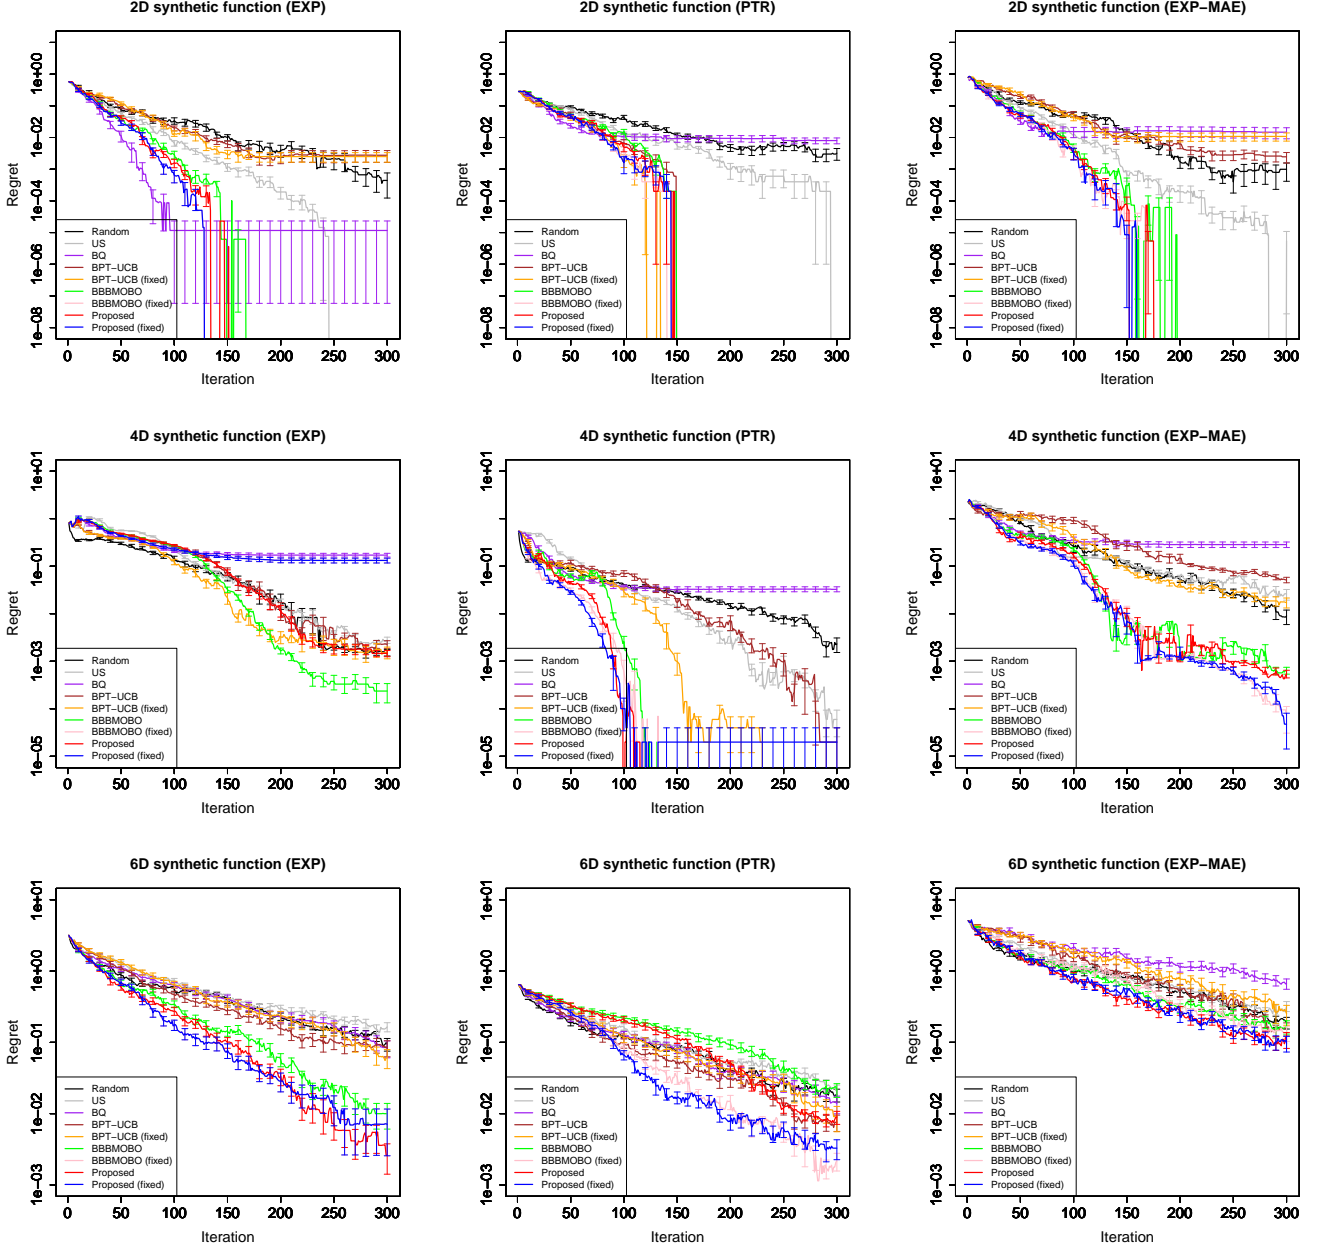 2D synthetic function (EXP)
Regret
1e+00
1e−02
1e−04
1e−06
1e−08
Random
US
BQ
BPT−UCB
BPT−UCB (fixed)
BBBMOBO
BBBMOBO (fixed)
Proposed
Proposed (fixed)
0 50 100 150 200 250 300
Iteration
2D synthetic function (PTR)
Regret
1e+00
1e−02
1e−04
1e−06
1e−08
Random
US
BQ
BPT−UCB
BPT−UCB (fixed)
BBBMOBO
BBBMOBO (fixed)
Proposed
Proposed (fixed)
0 50 100 150 200 250 300
Iteration
2D synthetic function (EXP−MAE)
Regret
1e+00
1e−02
1e−04
1e−06
1e−08
Random
US
BQ
BPT−UCB
BPT−UCB (fixed)
BBBMOBO
BBBMOBO (fixed)
Proposed
Proposed (fixed)
0 50 100 150 200 250 300
Iteration
4D synthetic function (EXP)
Regret
1e+01
1e−01
1e−03
1e−05
Random
US
BQ
BPT−UCB
BPT−UCB (fixed)
BBBMOBO
BBBMOBO (fixed)
Proposed
Proposed (fixed)
0 50 100 150 200 250 300
Iteration
4D synthetic function (PTR)
Regret
1e+01
1e−01
1e−03
1e−05
Random
US
BQ
BPT−UCB
BPT−UCB (fixed)
BBBMOBO
BBBMOBO (fixed)
Proposed
Proposed (fixed)
0 50 100 150 200 250 300
Iteration
4D synthetic function (EXP−MAE)
Regret
1e+01
1e−01
1e−03
1e−05
Random
US
BQ
BPT−UCB
BPT−UCB (fixed)
BBBMOBO
BBBMOBO (fixed)
Proposed
Proposed (fixed)
0 50 100 150 200 250 300
Iteration
6D synthetic function (EXP)
Regret
1e+01
1e+00
1e−01
1e−02
1e−03
Random
US
BQ
BPT−UCB
BPT−UCB (fixed)
BBBMOBO
BBBMOBO (fixed)
Proposed
Proposed (fixed)
0 50 100 150 200 250 300
Iteration
6D synthetic function (PTR)
Regret
1e+01
1e+00
1e−01
1e−02
1e−03
Random
US
BQ
BPT−UCB
BPT−UCB (fixed)
BBBMOBO
BBBMOBO (fixed)
Proposed
Proposed (fixed)
0 50 100 150 200 250 300
Iteration
6D synthetic function (EXP−MAE)
Regret
1e+01
1e+00
1e−01
1e−02
1e−03
Random
US
BQ
BPT−UCB
BPT−UCB (fixed)
BBBMOBO
BBBMOBO (fixed)
Proposed
Proposed (fixed)
0 50 100 150 200 250 300
Iteration